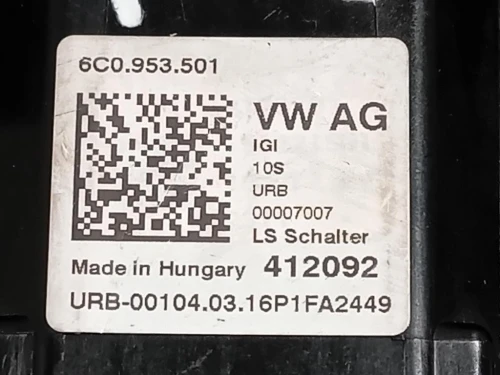 6C0.953.501
VW AG
IGI
10S
URB
00007007
LS Schalter
Made in Hungary 412092
URB-00104.03.16P1FA2449